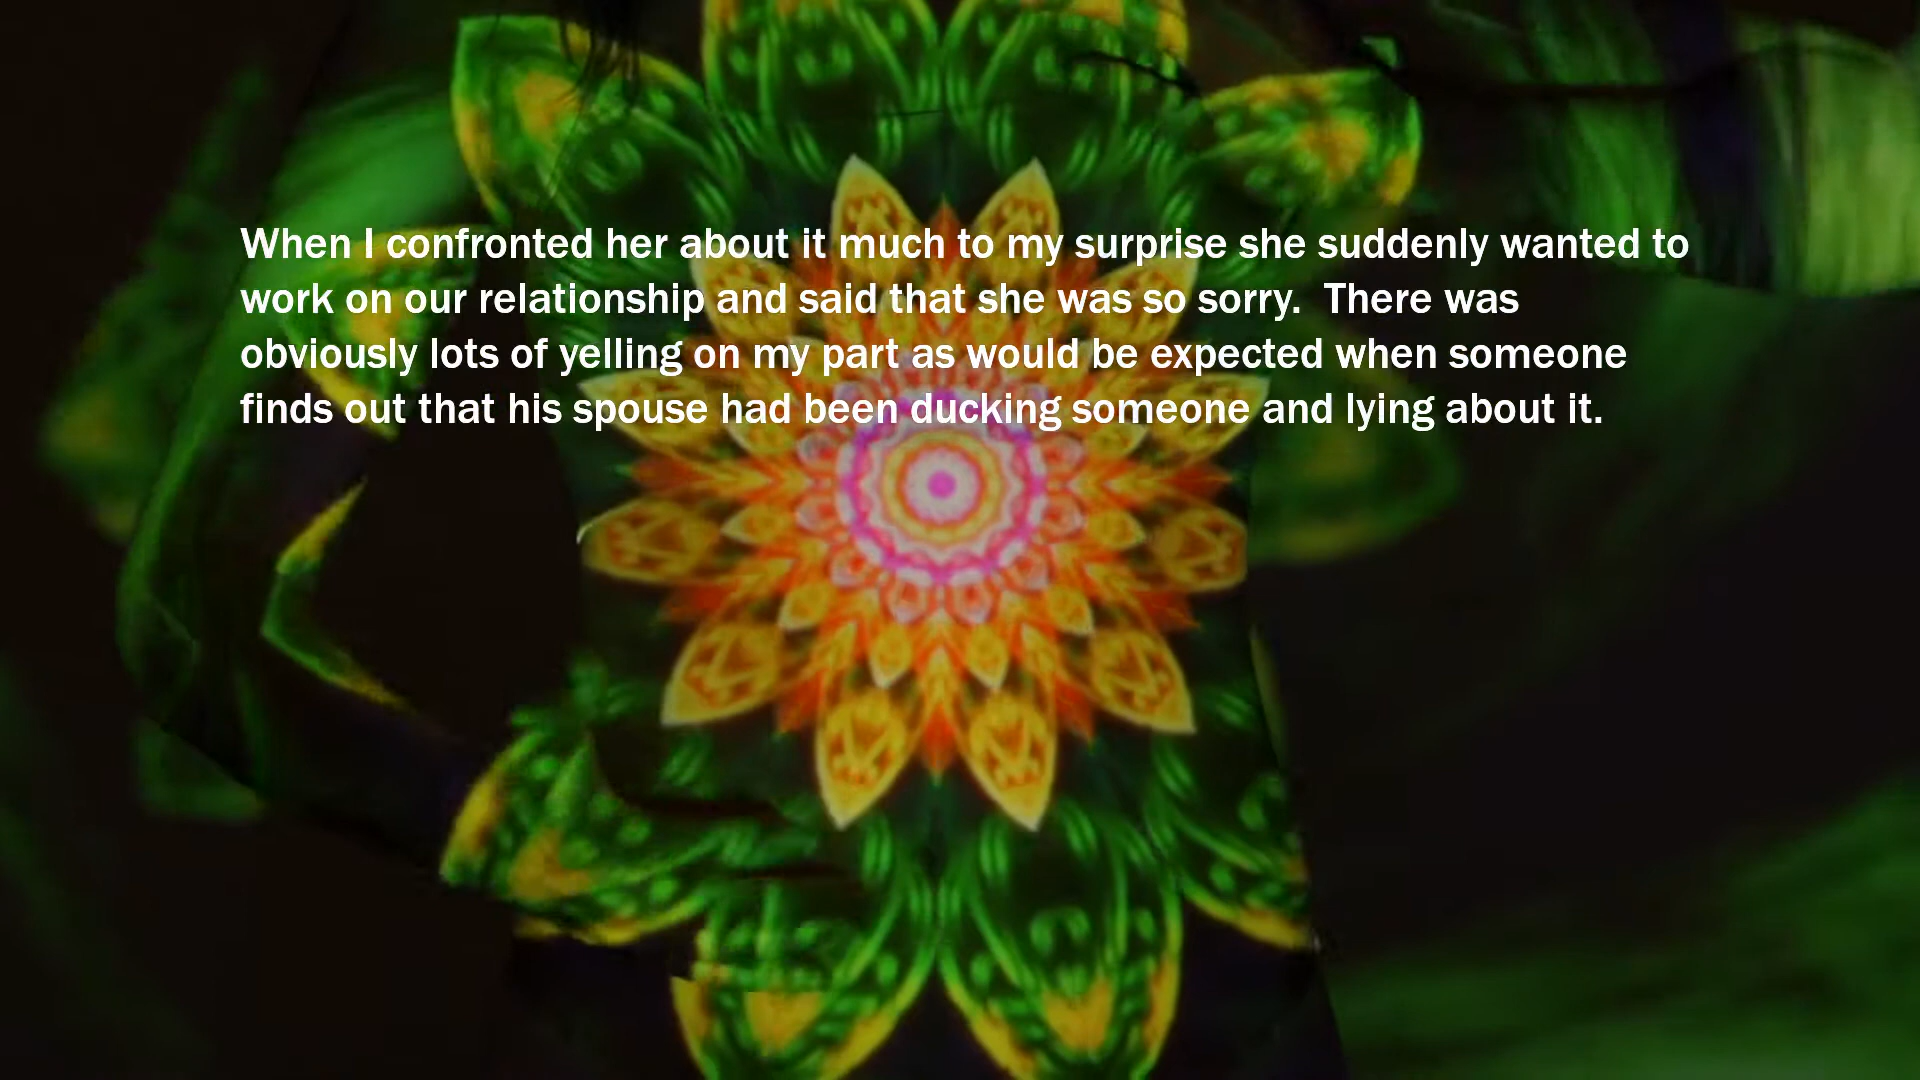 When I confronted her about it much to my surprise she suddenly wanted to
work on our relationship and said that she was so sorry.  There was
obviously lots of yelling on my part as would be expected when someone
finds out that his spouse had been ducking someone and lying about it.